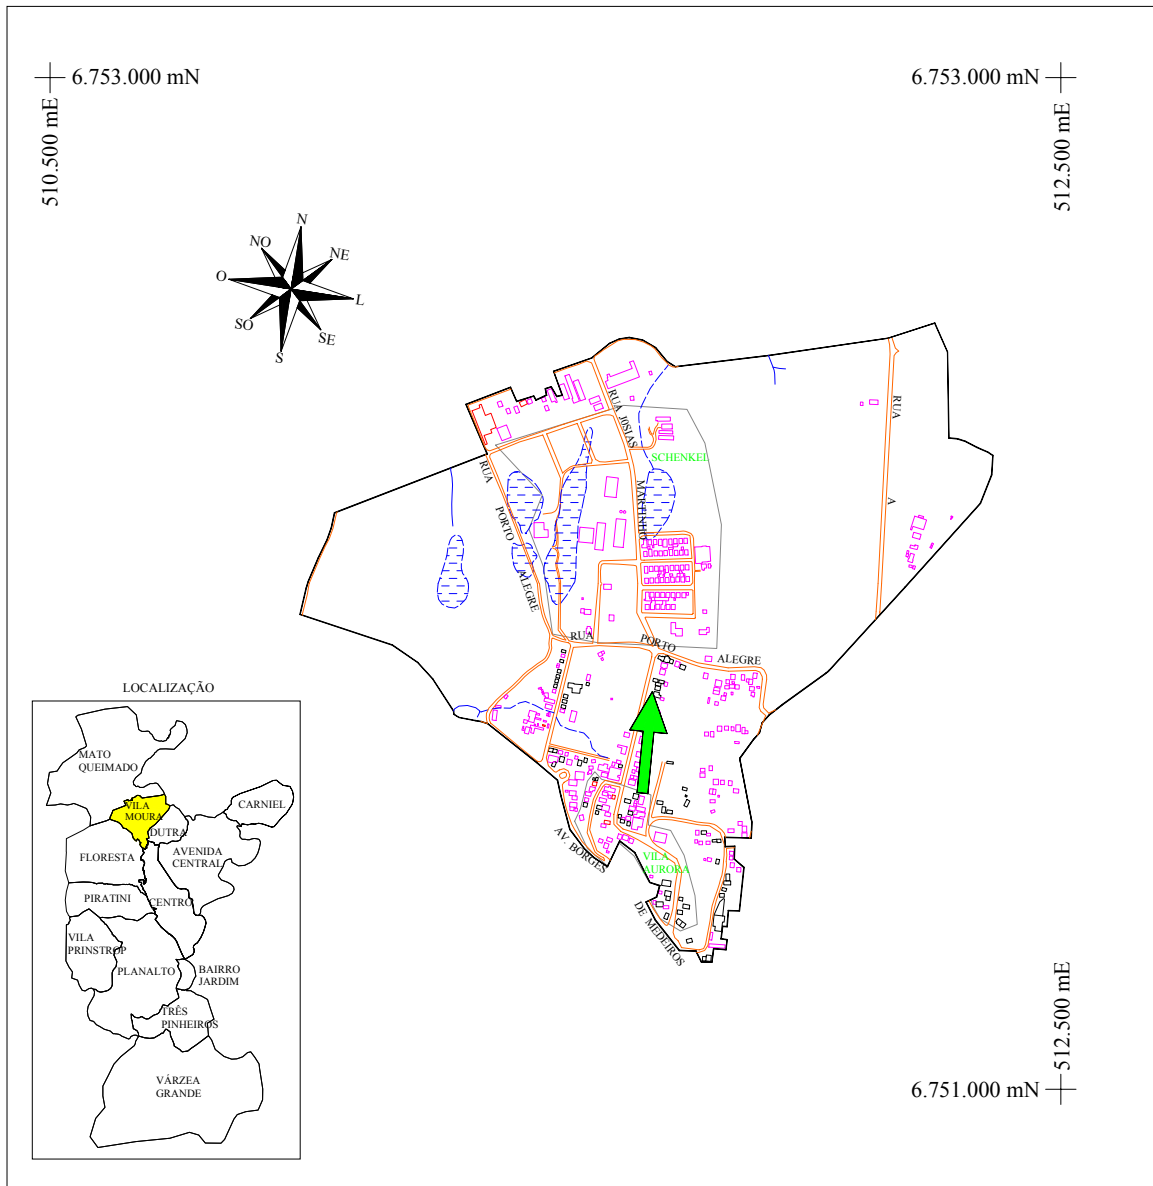 6.753.000 mN
6.753.000 mN
510.500 mE
512.500 mE
N
NO
NE
O
L
SO
SE
S
RUA JOSIAS
MARTINHO
SCHENKEL
RUA
A
RUA
PORTO
ALEGRE
RUA
PORTO
ALEGRE
VILA
AURORA
AV. BORGES
DE MEDEIROS
LOCALIZAÇÃO
MATO
QUEIMADO
VILA
MOURA
DUTRA
CARNIEL
FLORESTA
AVENIDA
CENTRAL
PIRATINI
CENTRO
VILA
PRINSTROP
PLANALTO
BAIRRO
JARDIM
TRÊS
PINHEIROS
VÁRZEA
GRANDE
512.500 mE
6.751.000 mN